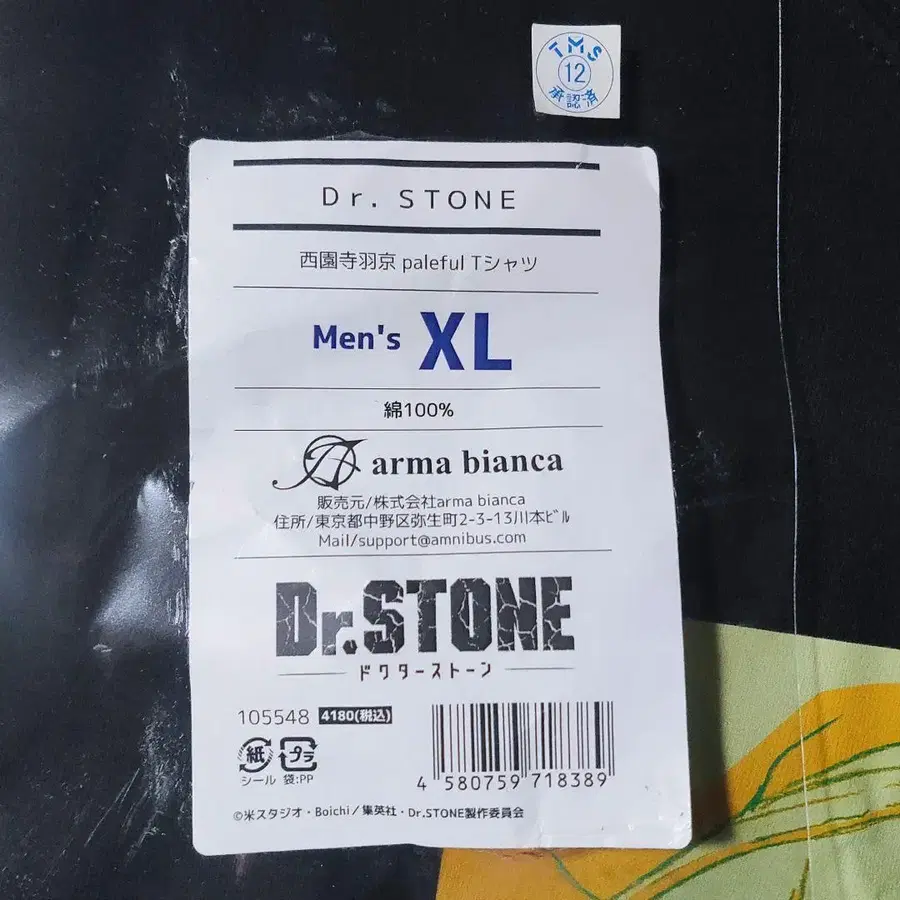 TMS
12
承認済
Dr. STONE
西園寺羽京 paleful Tシャツ
Men's XL
綿100%
arma bianca
販売元/株式会社arma bianca
住所/東京都中野区弥生町2-3-13川本ﾋﾞﾙ
Mail/support@amnibus.com
Dr.STONE
ドクターストーン
105548 4180(税込)
紙 プラ
シール 袋:PP
4 580759 718389
©米スタジオ・Boichi/集英社・Dr.STONE製作委員会